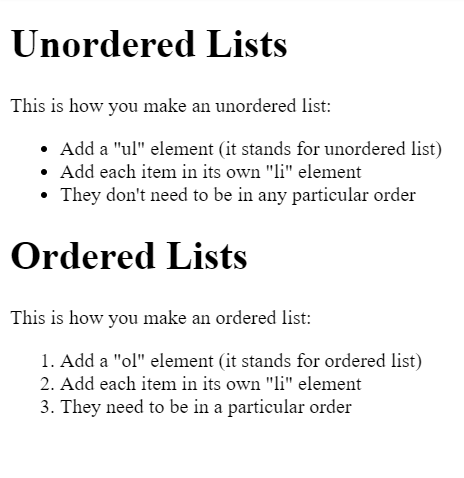 Unordered Lists
This is how you make an unordered list:
• Add a "ul" element (it stands for unordered list)
• Add each item in its own "li" element
• They don't need to be in any particular order
Ordered Lists
This is how you make an ordered list:
1. Add a "ol" element (it stands for ordered list)
2. Add each item in its own "li" element
3. They need to be in a particular order